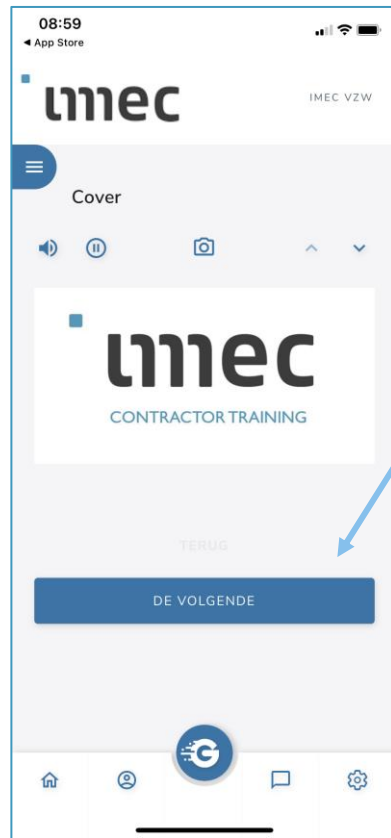 08:59
◀ App Store
imec
IMEC VZW
Cover
imec
CONTRACTOR TRAINING
TERUG
DE VOLGENDE
G